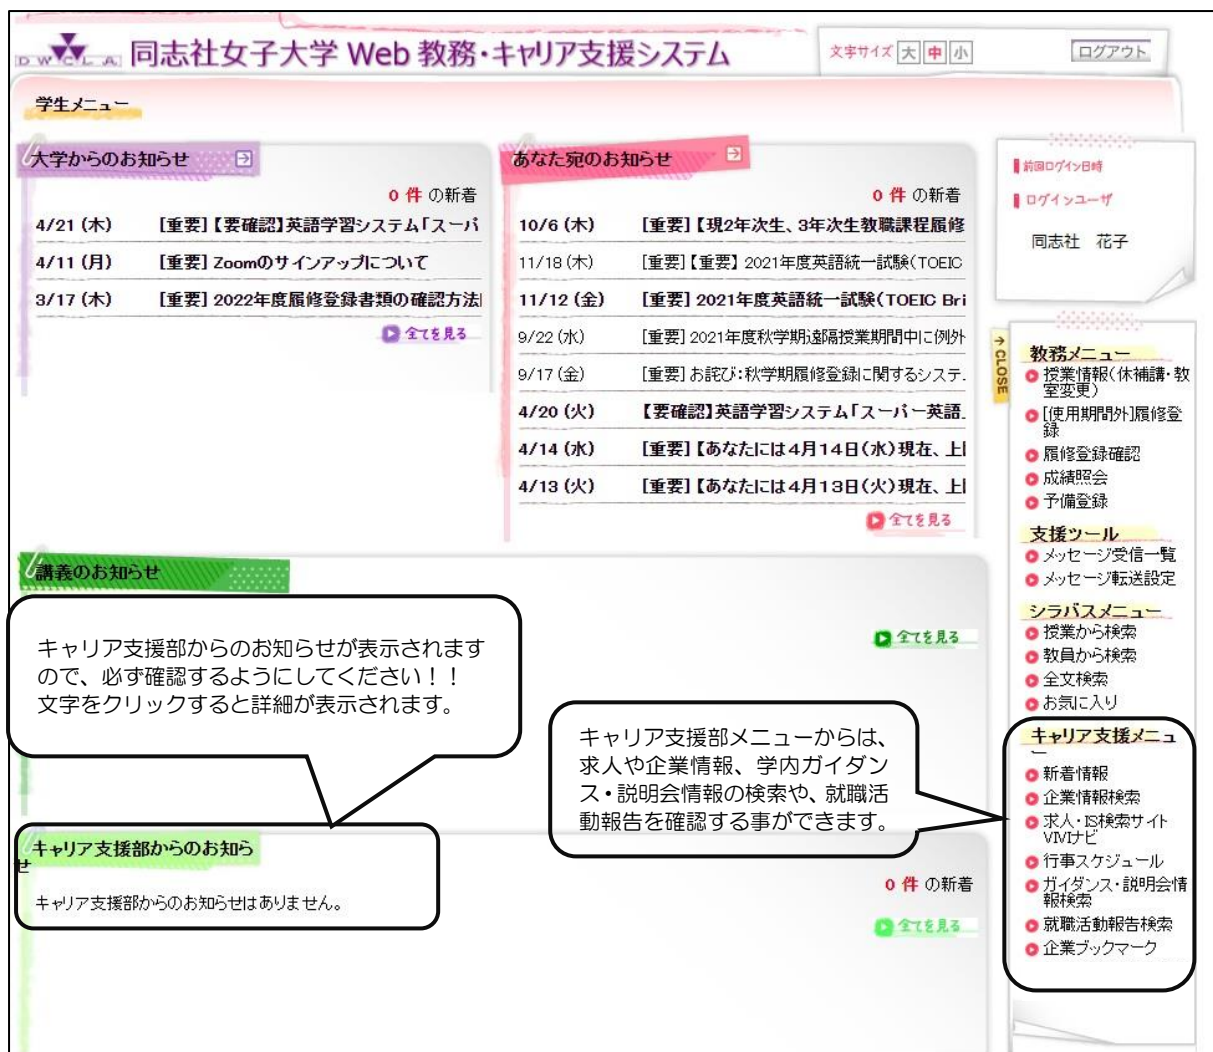 D W C L A 同志社女子大学 Web 教務・キャリア支援システム
文字サイズ 大 中 小
ログアウト
学生メニュー
大学からのお知らせ
0 件 の新着
4/21 (木) [重要]【要確認】英語学習システム「スーパ
4/11 (月) [重要] Zoomのサインアップについて
3/17 (木) [重要] 2022年度履修登録書類の確認方法
全てを見る
あなた宛のお知らせ
0 件 の新着
10/6 (木) [重要]【現2年次生、3年次生教職課程履修
11/18 (木) [重要]【重要】2021年度英語統一試験(TOEIC
11/12 (金) [重要] 2021年度英語統一試験(TOEIC Bri
9/22 (水) [重要] 2021年度秋学期遠隔授業期間中に例外
9/17 (金) [重要] お詫び:秋学期履修登録に関するシステ
4/20 (火) 【要確認】英語学習システム「スーパー英語
4/14 (水) [重要]【あなたには4月14日(水)現在、上
4/13 (火) [重要]【あなたには4月13日(火)現在、上
全てを見る
前回ログイン日時
ログインユーザ
同志社 花子
→ CLOSE
教務メニュー
授業情報(休補講・教
室変更)
[使用期間外]履修登
録
履修登録確認
成績照会
予備登録
支援ツール
メッセージ受信一覧
メッセージ転送設定
シラバスメニュー
授業から検索
教員から検索
全文検索
お気に入り
キャリア支援メニュ
ー
新着情報
企業情報検索
求人・IS検索サイト
VIVIナビ
行事スケジュール
ガイダンス・説明会情
報検索
就職活動報告検索
企業ブックマーク
講義のお知らせ
全てを見る
キャリア支援部からのお知らせが表示されます
ので、必ず確認するようにしてください！！
文字をクリックすると詳細が表示されます。
キャリア支援部メニューからは、
求人や企業情報、学内ガイダン
ス・説明会情報の検索や、就職活
動報告を確認する事ができます。
キャリア支援部からのお知ら
せ
0 件 の新着
キャリア支援部からのお知らせはありません。
全てを見る